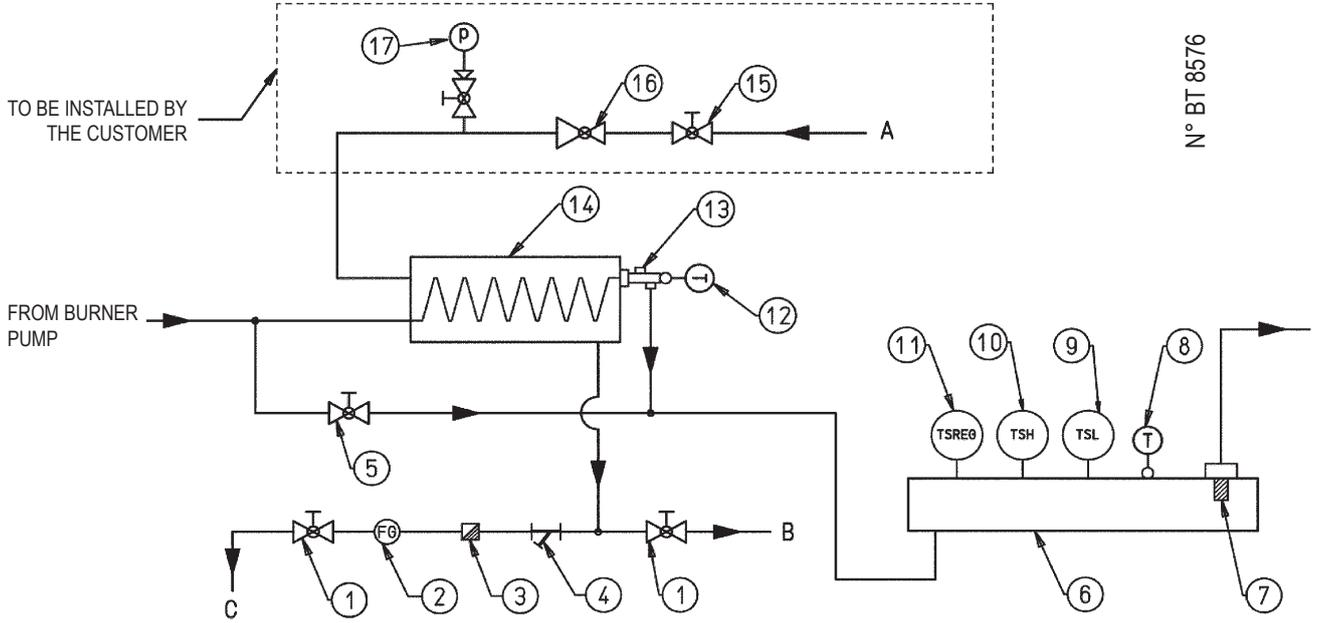 P
17
16
15
N° BT 8576
TO BE INSTALLED BY
THE CUSTOMER
A
14
13
FROM BURNER
PUMP
T
12
11
10
9
8
TSREG
TSH
TSL
T
5
FG
B
C
1
2
3
4
1
6
7